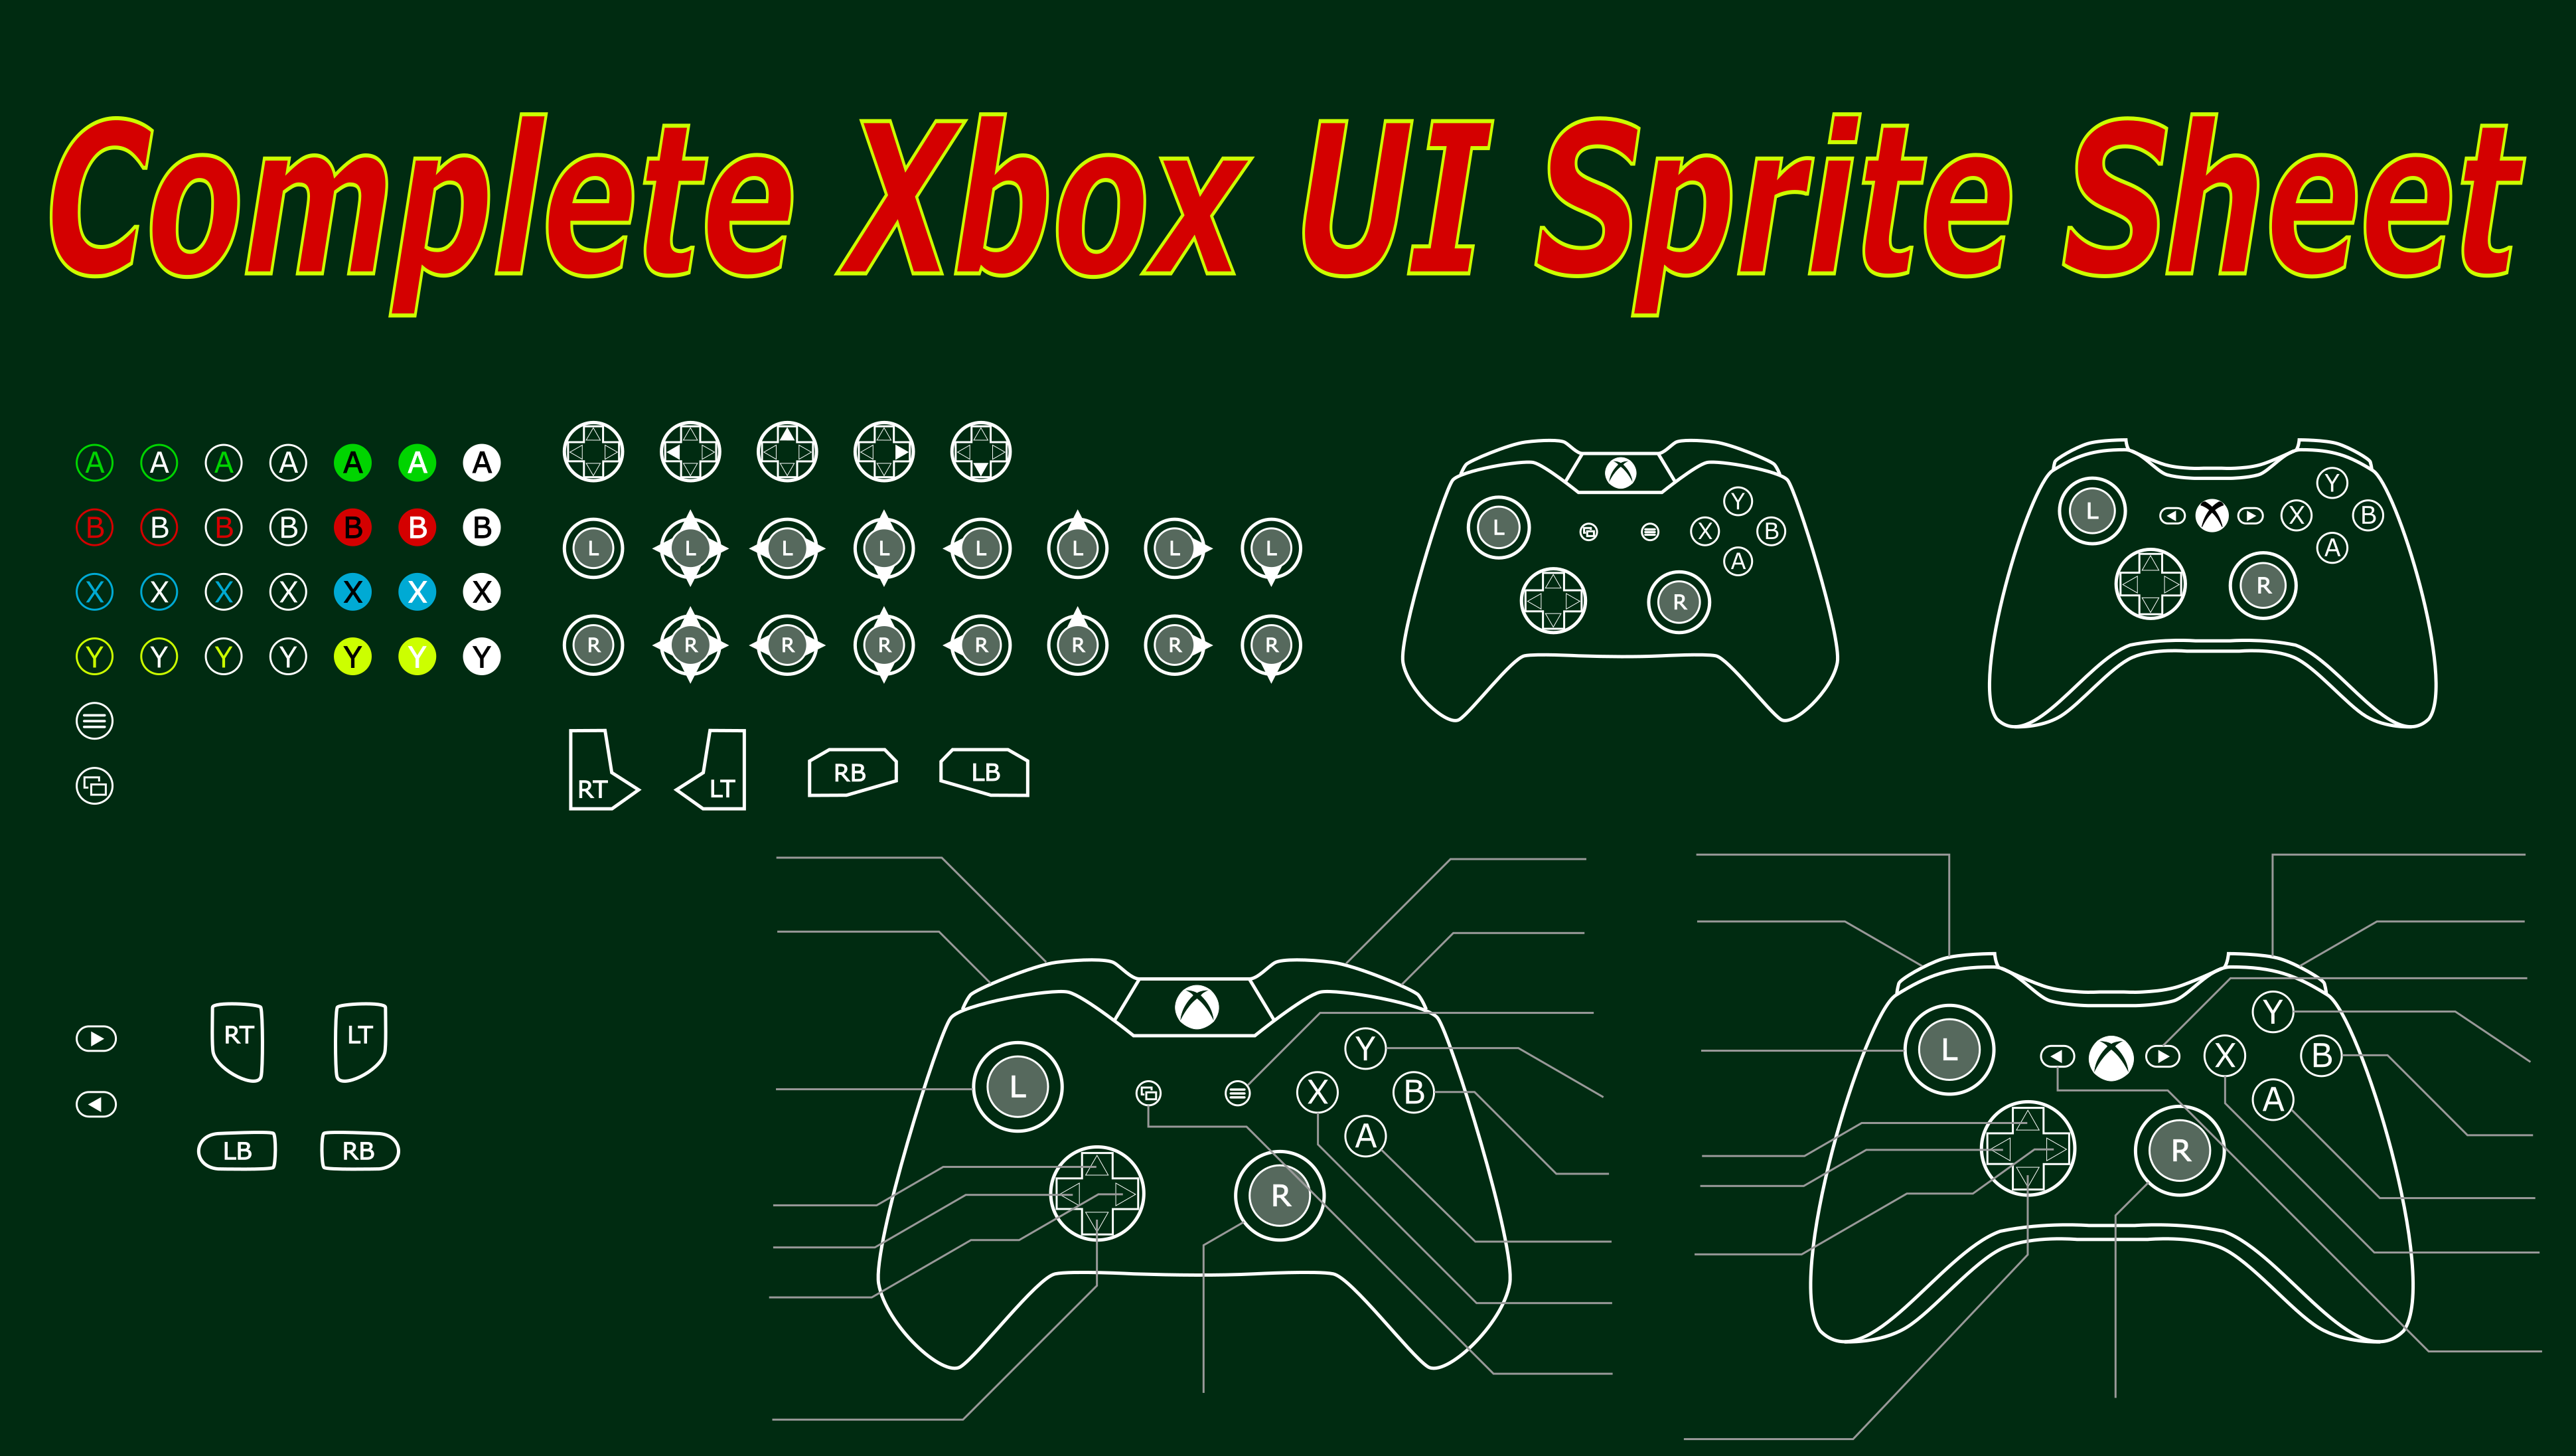 Complete Xbox UI Sprite Sheet
A A A A A A A
B B B B B B B
X X X X X X X
Y Y Y Y Y Y Y
L L L L L L L L
R R R R R R R R
RT LT RB LB
L Y X B A R
L Y X B A R
RT LT
LB RB
L Y X B A R
L Y X B A R